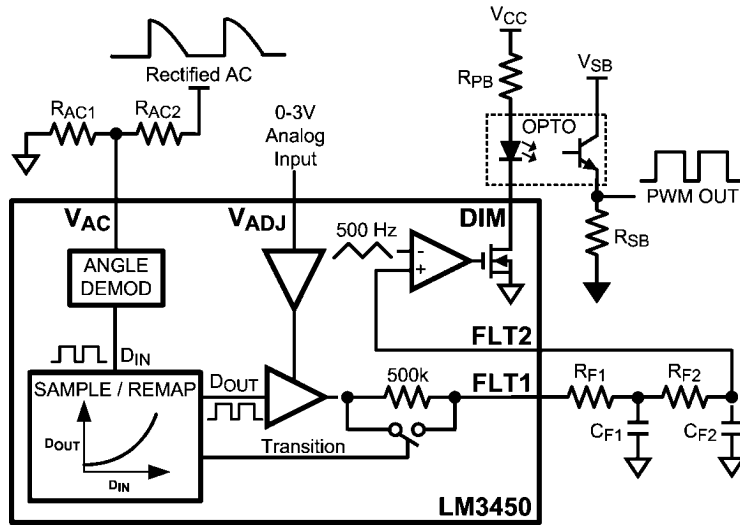 Rectified AC
RAC1
RAC2
0-3V
Analog
Input
VCC
RPB
VSB
OPTO
PWM OUT
RSB
VAC
VADJ
DIM
500 Hz
-
+
ANGLE
DEMOD
DIN
FLT2
SAMPLE / REMAP
DOUT
DIN
DOUT
500k
FLT1
Transition
RF1
RF2
CF1
CF2
LM3450